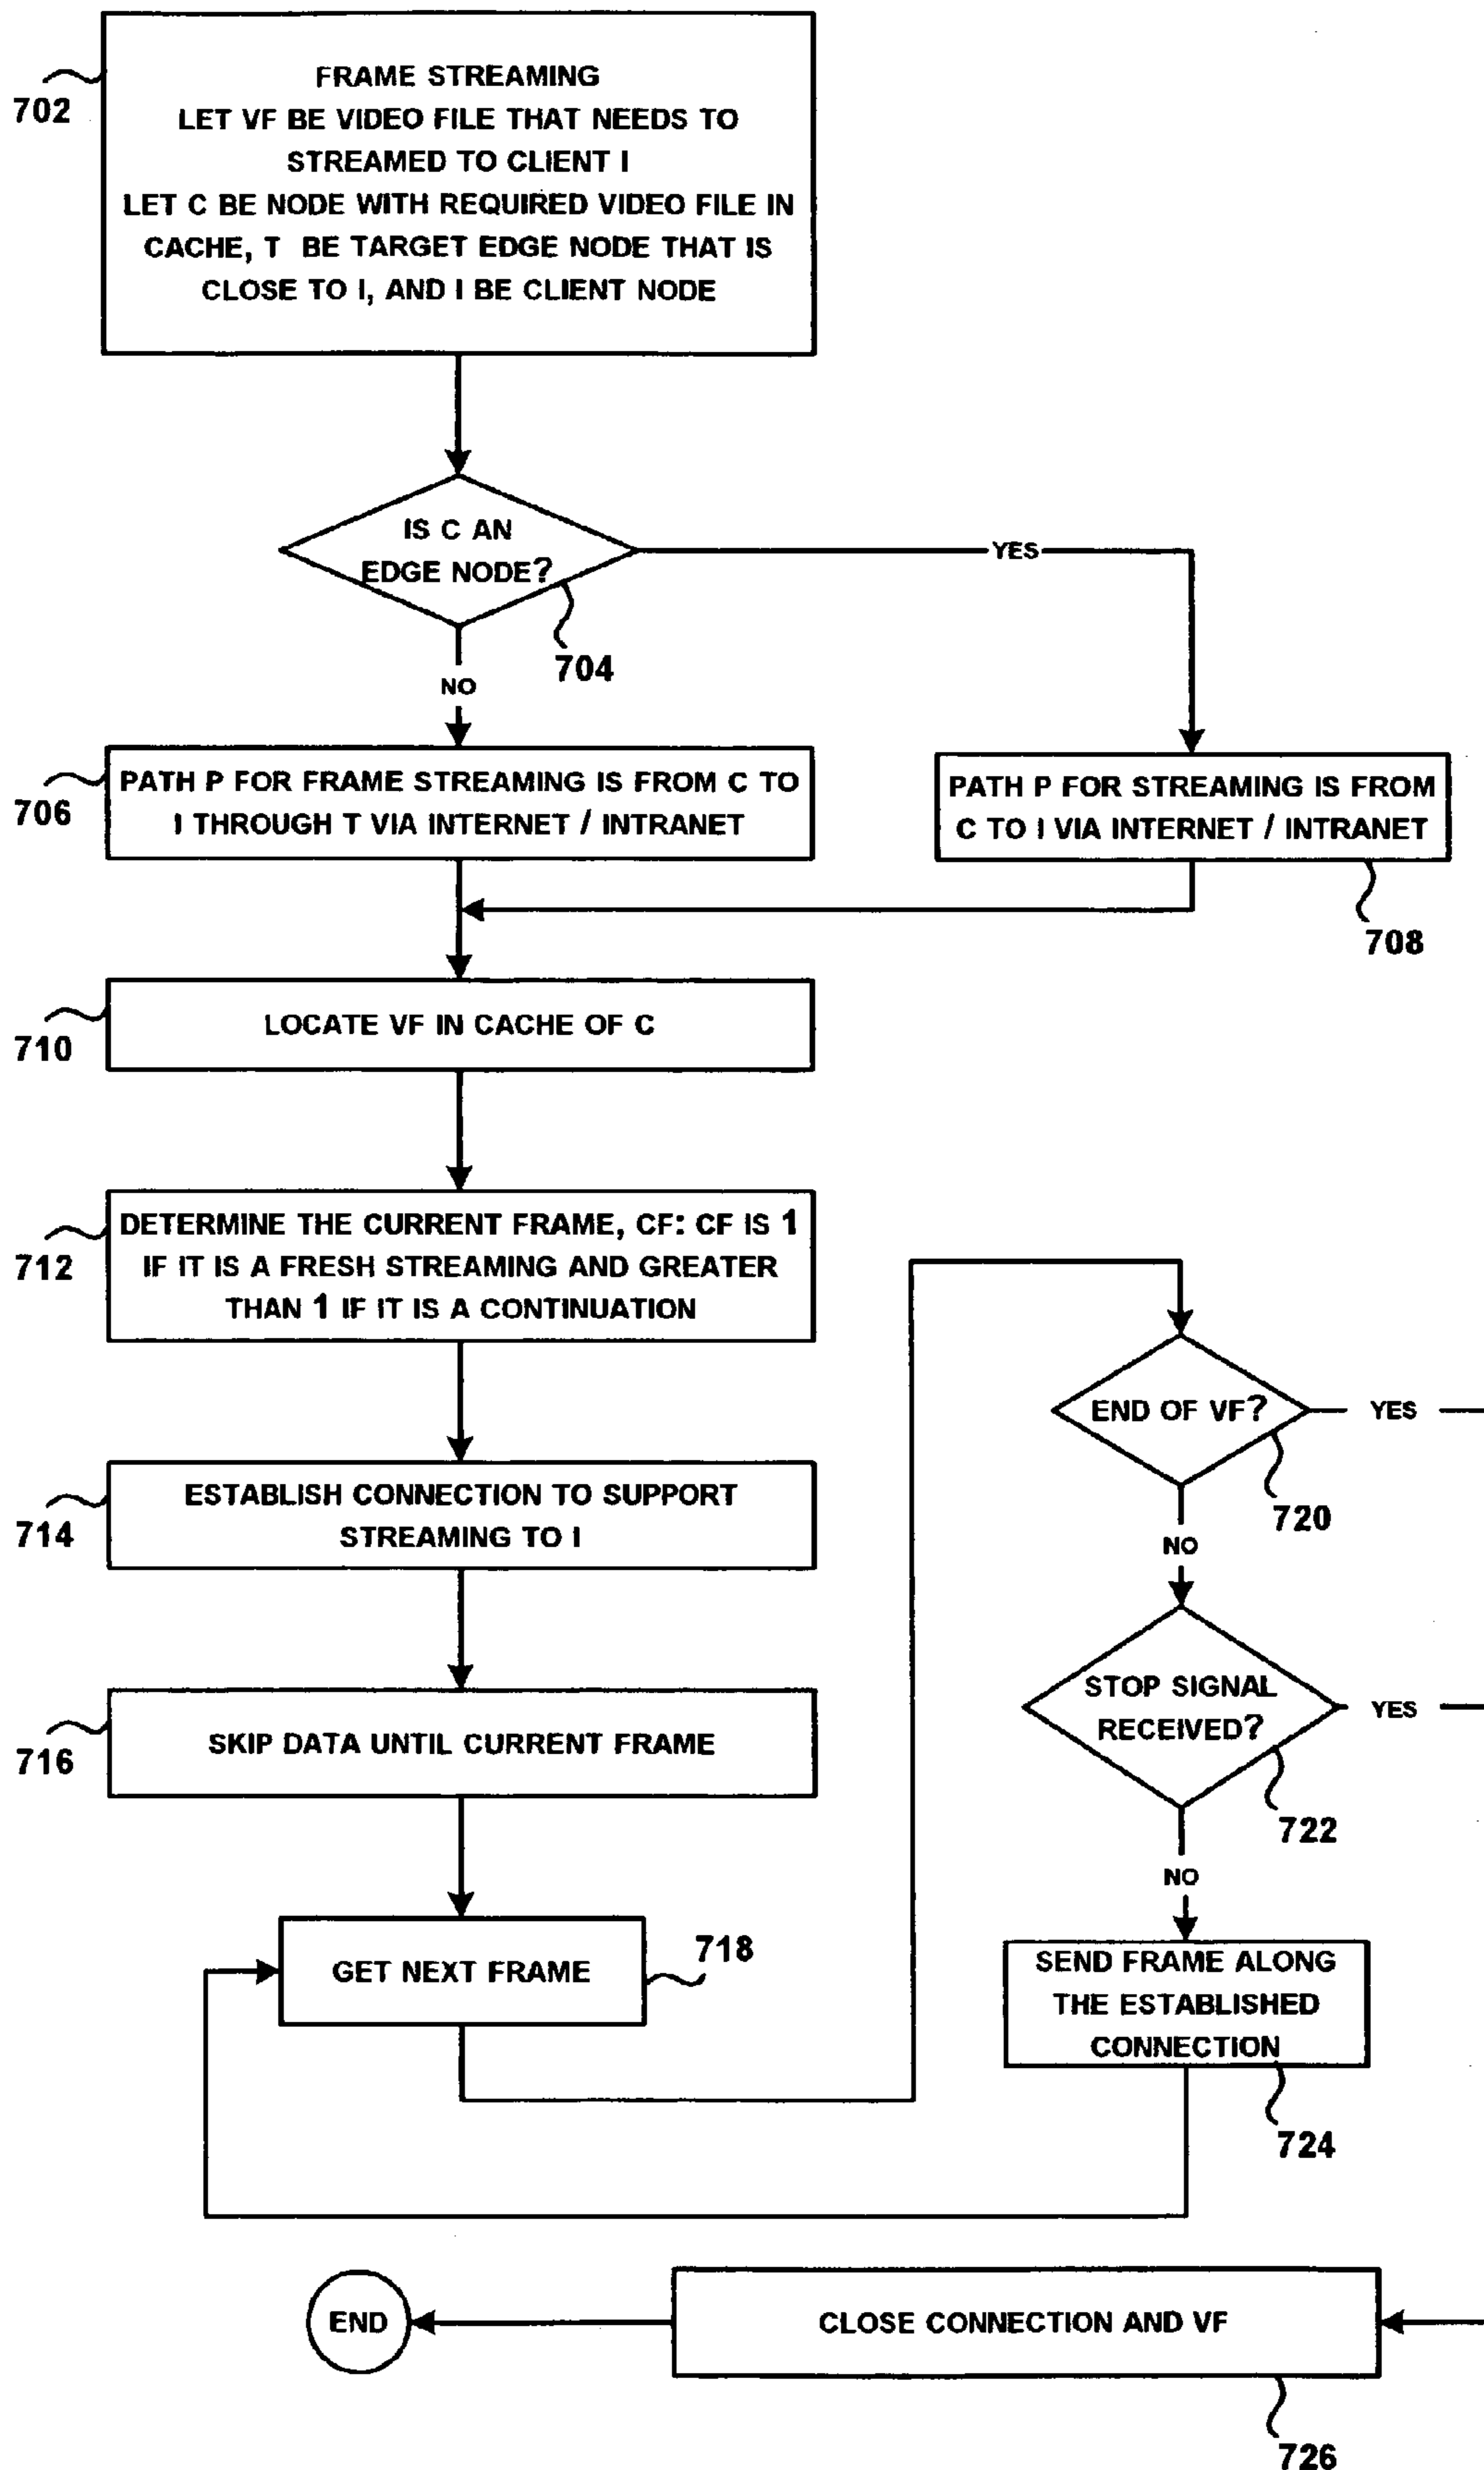 702
FRAME STREAMING
LET VF BE VIDEO FILE THAT NEEDS TO
STREAMED TO CLIENT I
LET C BE NODE WITH REQUIRED VIDEO FILE IN
CACHE, T BE TARGET EDGE NODE THAT IS
CLOSE TO I, AND I BE CLIENT NODE
IS C AN
EDGE NODE?
704
YES
NO
706
PATH P FOR FRAME STREAMING IS FROM C TO
I THROUGH T VIA INTERNET / INTRANET
PATH P FOR STREAMING IS FROM
C TO I VIA INTERNET / INTRANET
708
710
LOCATE VF IN CACHE OF C
712
DETERMINE THE CURRENT FRAME, CF: CF IS 1
IF IT IS A FRESH STREAMING AND GREATER
THAN 1 IF IT IS A CONTINUATION
714
ESTABLISH CONNECTION TO SUPPORT
STREAMING TO I
716
SKIP DATA UNTIL CURRENT FRAME
GET NEXT FRAME
718
END OF VF?
YES
720
NO
STOP SIGNAL
RECEIVED?
YES
722
NO
SEND FRAME ALONG
THE ESTABLISHED
CONNECTION
724
CLOSE CONNECTION AND VF
726
END